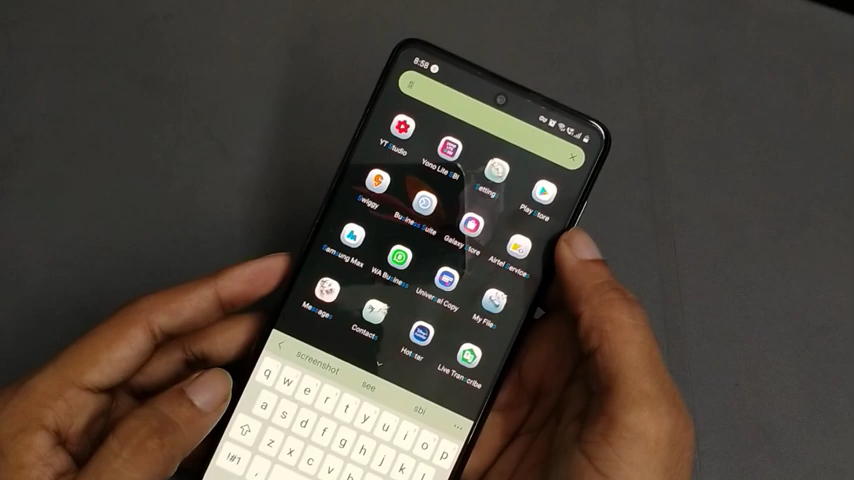 8:58
s
YT Studio
Yono Lite SBI
Settings
Play Store
Swiggy
Business Suite
Galaxy Store
Airtel Services
Samsung Max
WA Business
Universal Copy
My Files
Messages
Contacts
Hotstar
Live Transcribe
screenshot see sbi
q w e r t y u i o p
a s d f g h j k l
z x c v b
!#1 ,